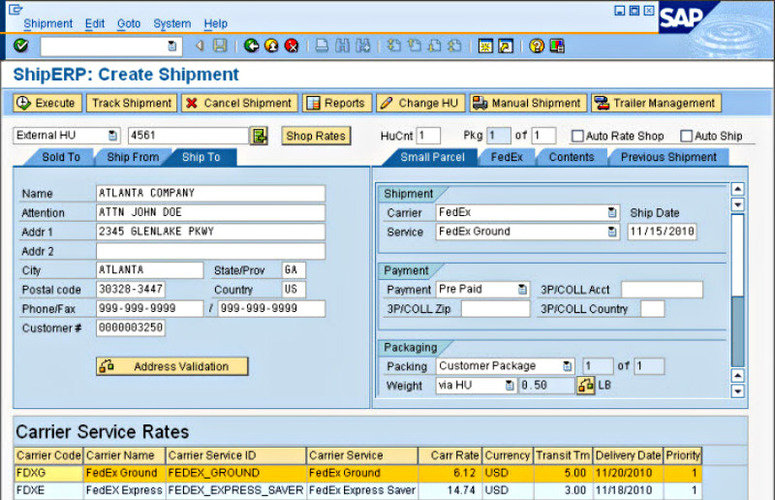 Shipment Edit Goto System Help
SAP
ShipERP: Create Shipment
Execute Track Shipment Cancel Shipment Reports Change HU Manual Shipment Trailer Management
External HU 4561 Shop Rates HuCnt 1 Pkg 1 of 1 Auto Rate Shop Auto Ship
Sold To Ship From Ship To
Name ATLANTA COMPANY
Attention ATTN JOHN DOE
Addr 1 2345 GLENLAKE PKWY
Addr 2
City ATLANTA State/Prov GA
Postal code 30328-3447 Country US
Phone/Fax 999-999-9999 / 999-999-9999
Customer # 0000003250
Address Validation
Small Parcel FedEx Contents Previous Shipment
Shipment
Carrier FedEx Ship Date
Service FedEx Ground 11/15/2010
Payment
Payment Pre Paid 3P/COLL Acct
3P/COLL Zip 3P/COLL Country
Packaging
Packing Customer Package 1 of 1
Weight via HU 0.50 LB
Carrier Service Rates
Carrier Code Carrier Name Carrier Service ID Carrier Service Carr Rate Currency Transit Tm Delivery Date Priority
FDXG FedEx Ground FEDEX_GROUND FedEx Ground 6.12 USD 5.00 11/20/2010 1
FDXE FedEx Express FEDEX_EXPRESS_SAVER FedEx Express Saver 14.74 USD 3.00 11/18/2010 1